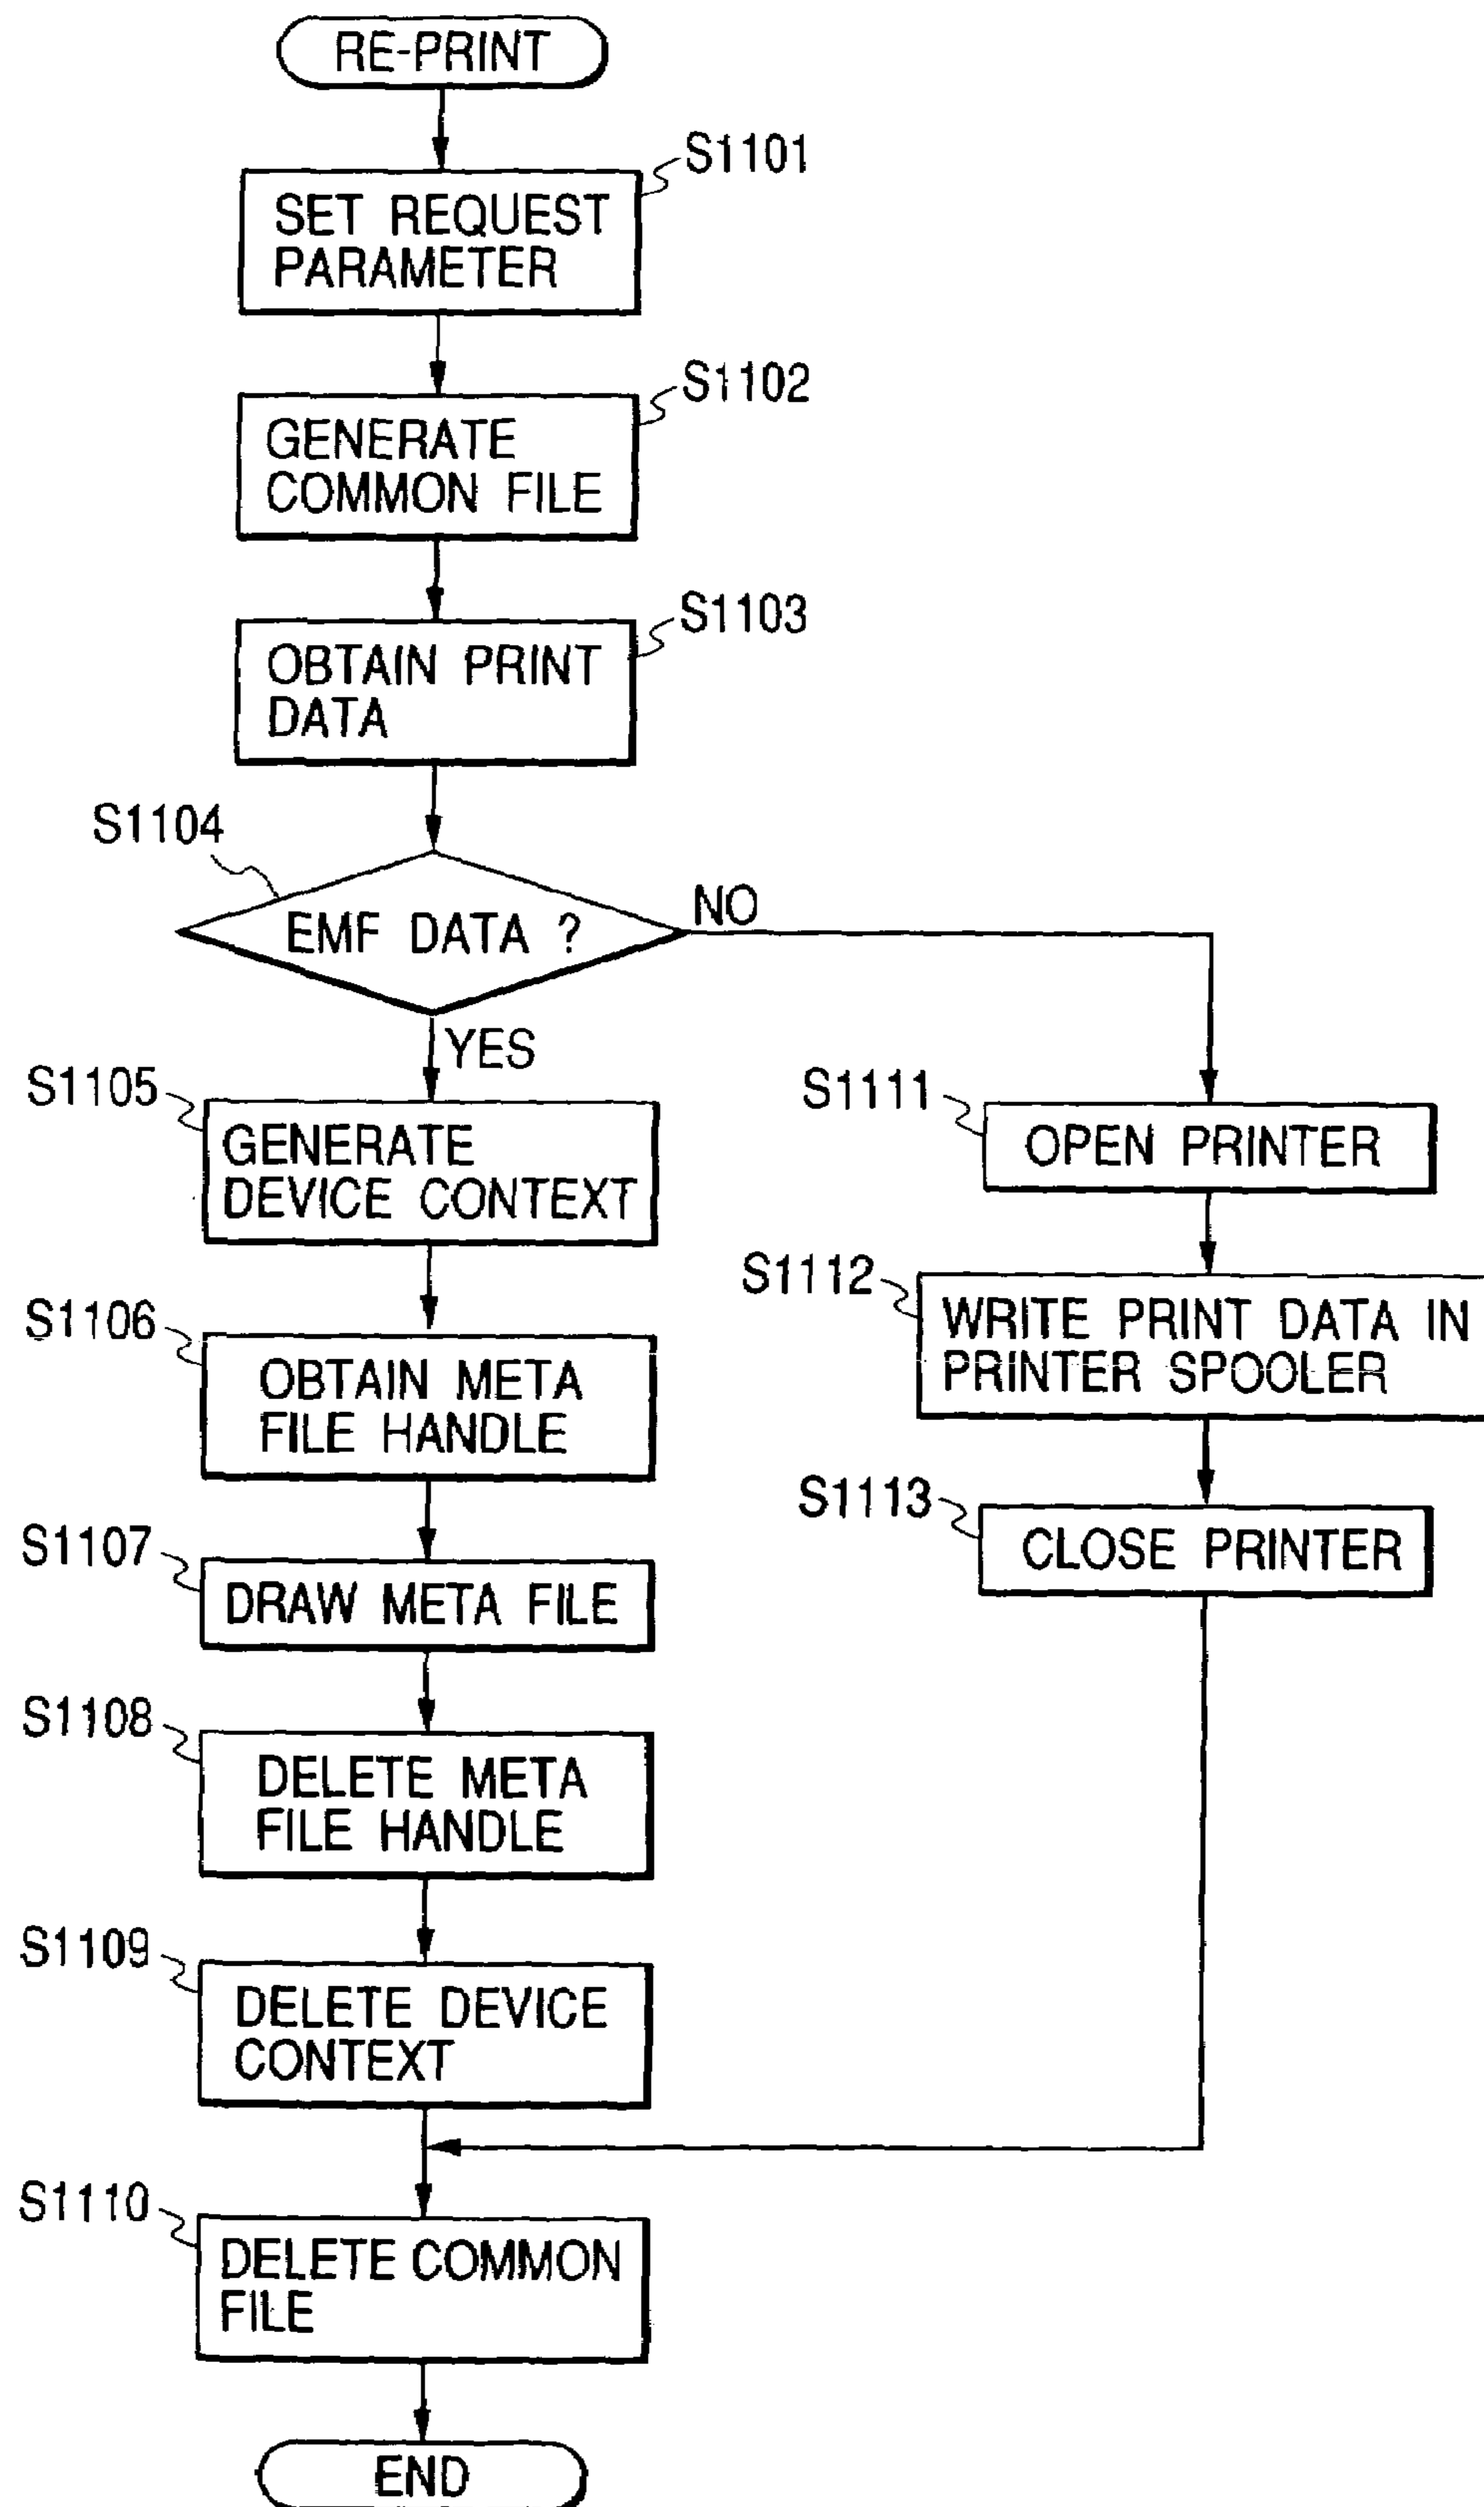 RE-PRINT
S1101
SET REQUEST
PARAMETER
S1102
GENERATE
COMMON FILE
S1103
OBTAIN PRINT
DATA
S1104
EMF DATA ?
NO
YES
S1105
GENERATE
DEVICE CONTEXT
S1106
OBTAIN META
FILE HANDLE
S1107
DRAW META FILE
S1108
DELETE META
FILE HANDLE
S1109
DELETE DEVICE
CONTEXT
S1111
OPEN PRINTER
S1112
WRITE PRINT DATA IN
PRINTER SPOOLER
S1113
CLOSE PRINTER
S1110
DELETE COMMON
FILE
END